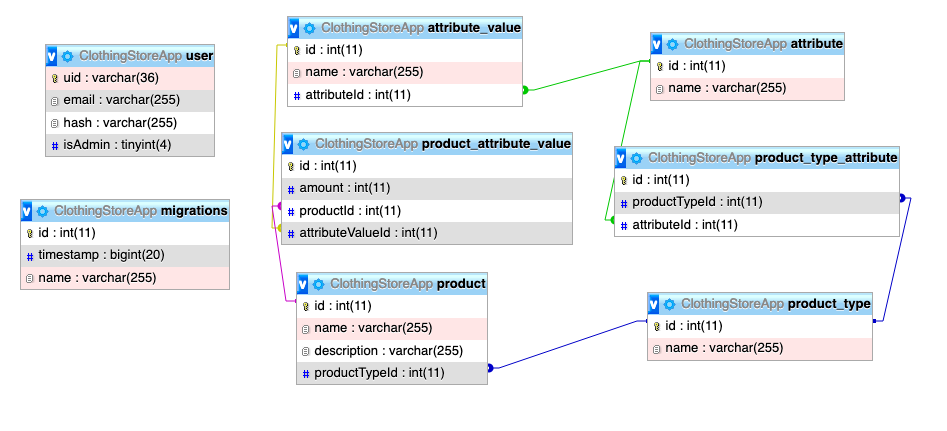 ClothingStoreApp user
uid : varchar(36)
email : varchar(255)
hash : varchar(255)
isAdmin : tinyint(4)
ClothingStoreApp migrations
id : int(11)
timestamp : bigint(20)
name : varchar(255)
ClothingStoreApp attribute_value
id : int(11)
name : varchar(255)
attributeId : int(11)
ClothingStoreApp product_attribute_value
id : int(11)
amount : int(11)
productId : int(11)
attributeValueId : int(11)
ClothingStoreApp product
id : int(11)
name : varchar(255)
description : varchar(255)
productTypeId : int(11)
ClothingStoreApp attribute
id : int(11)
name : varchar(255)
ClothingStoreApp product_type_attribute
id : int(11)
productTypeId : int(11)
attributeId : int(11)
ClothingStoreApp product_type
id : int(11)
name : varchar(255)